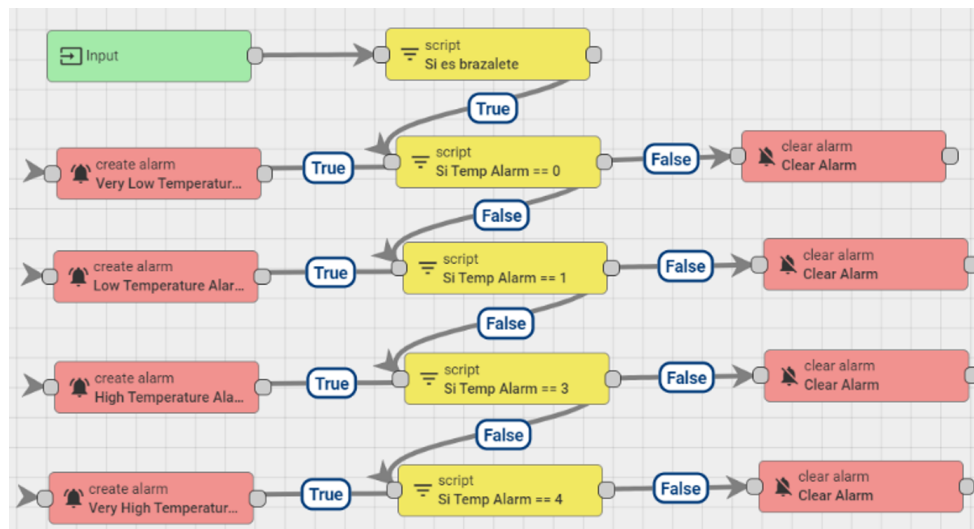 Input
script
Si es brazalete
True
create alarm
Very Low Temperatur...
True
script
Si Temp Alarm == 0
False
clear alarm
Clear Alarm
False
create alarm
Low Temperature Alar...
True
script
Si Temp Alarm == 1
False
clear alarm
Clear Alarm
False
create alarm
High Temperature Ala...
True
script
Si Temp Alarm == 3
False
clear alarm
Clear Alarm
False
create alarm
Very High Temperatur...
True
script
Si Temp Alarm == 4
False
clear alarm
Clear Alarm